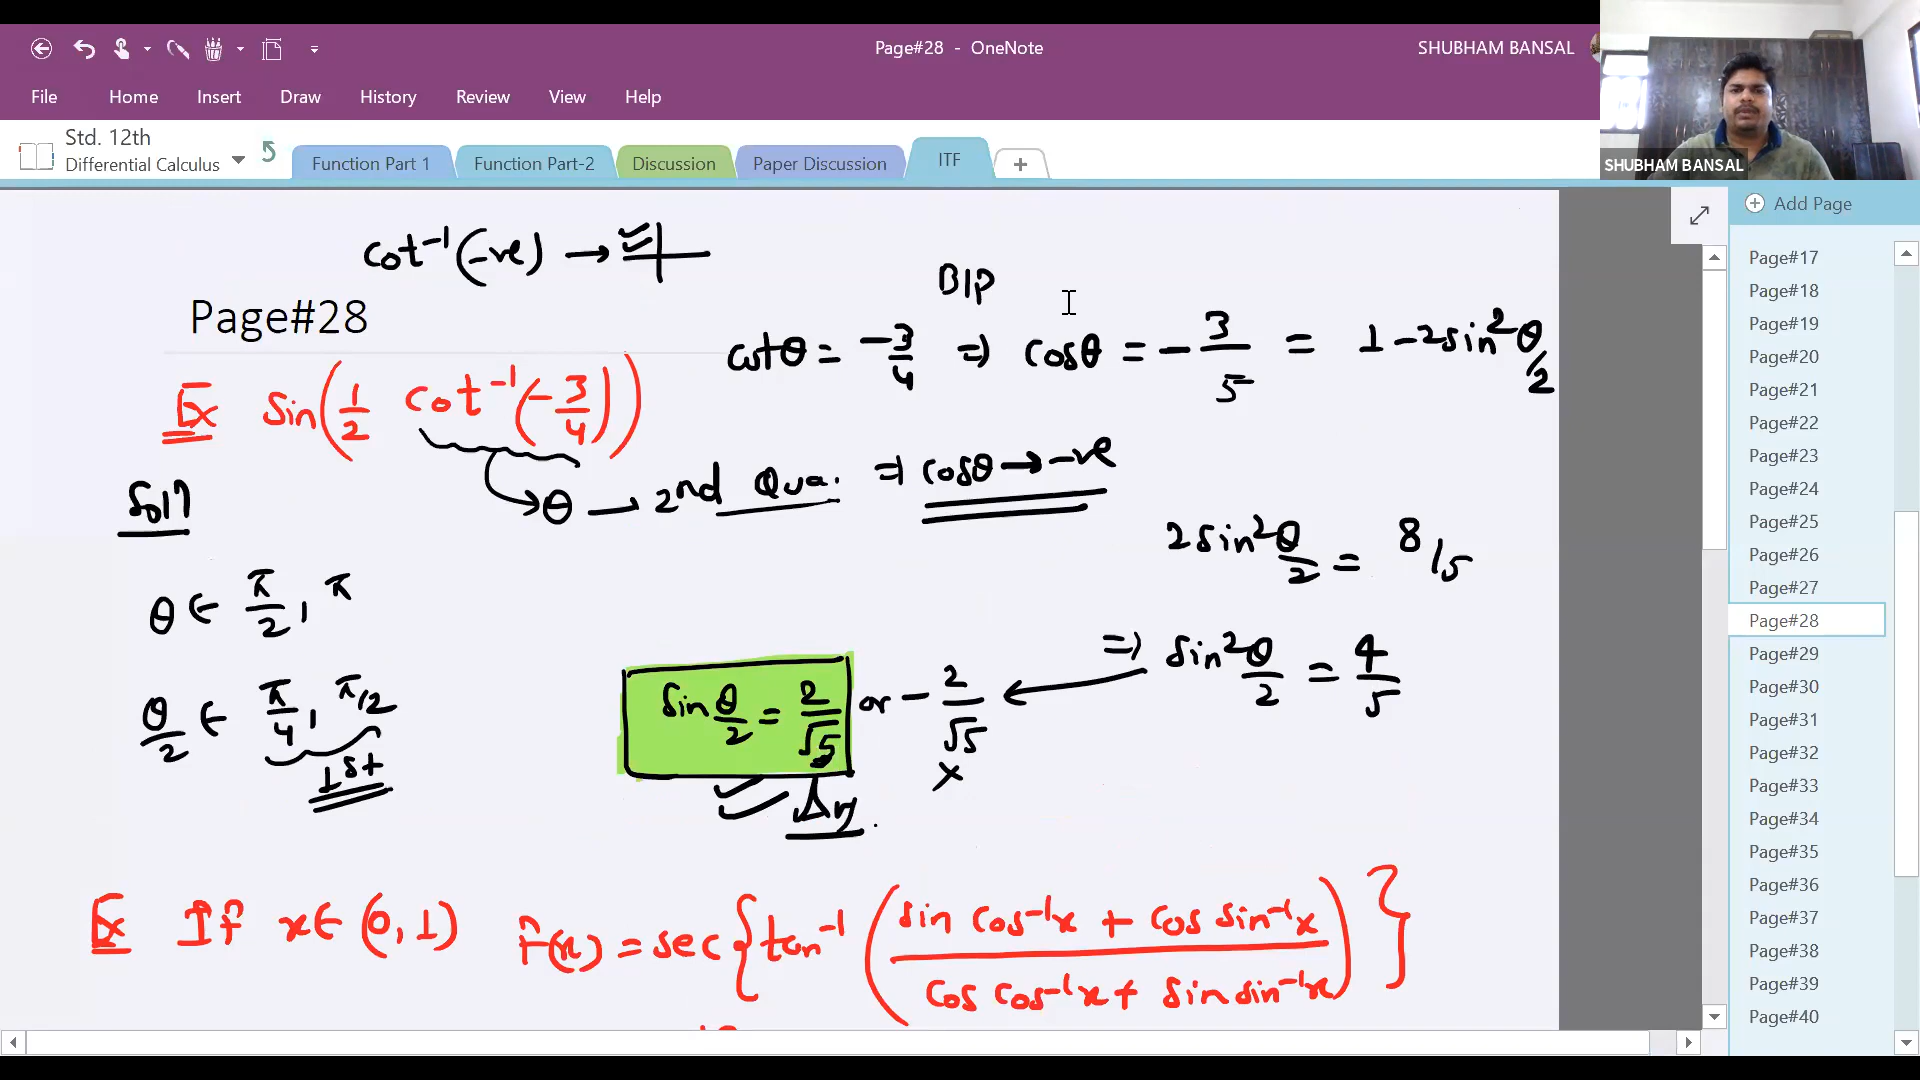 Page#28 - OneNote
SHUBHAM BANSAL
File Home Insert Draw History Review View Help
Std. 12th
Differential Calculus
Function Part 1 Function Part-2 Discussion Paper Discussion ITF +
SHUBHAM BANSAL
Add Page
cot⁻¹(-ve) →
B/P
Page#28
cotθ = -3/4 ⇒ cosθ = -3/5 = 1-2sin²θ/2
Ex sin(1/2 cot⁻¹(-3/4))
θ → 2nd Qua. ⇒ cosθ → -ve
Solⁿ
2sin²θ/2 = 8/5
θ ∈ π/2, π
⇒ sin²θ/2 = 4/5
θ/2 ∈ π/4, π/2
1st
sinθ/2 = 2/√5 or -2/√5
x
Ex If x ∈ (0, 1) f(x) = sec{tan⁻¹((sin cos⁻¹x + cos sin⁻¹x)/(cos cos⁻¹x + sin sin⁻¹x))}
Page#17
Page#18
Page#19
Page#20
Page#21
Page#22
Page#23
Page#24
Page#25
Page#26
Page#27
Page#28
Page#29
Page#30
Page#31
Page#32
Page#33
Page#34
Page#35
Page#36
Page#37
Page#38
Page#39
Page#40